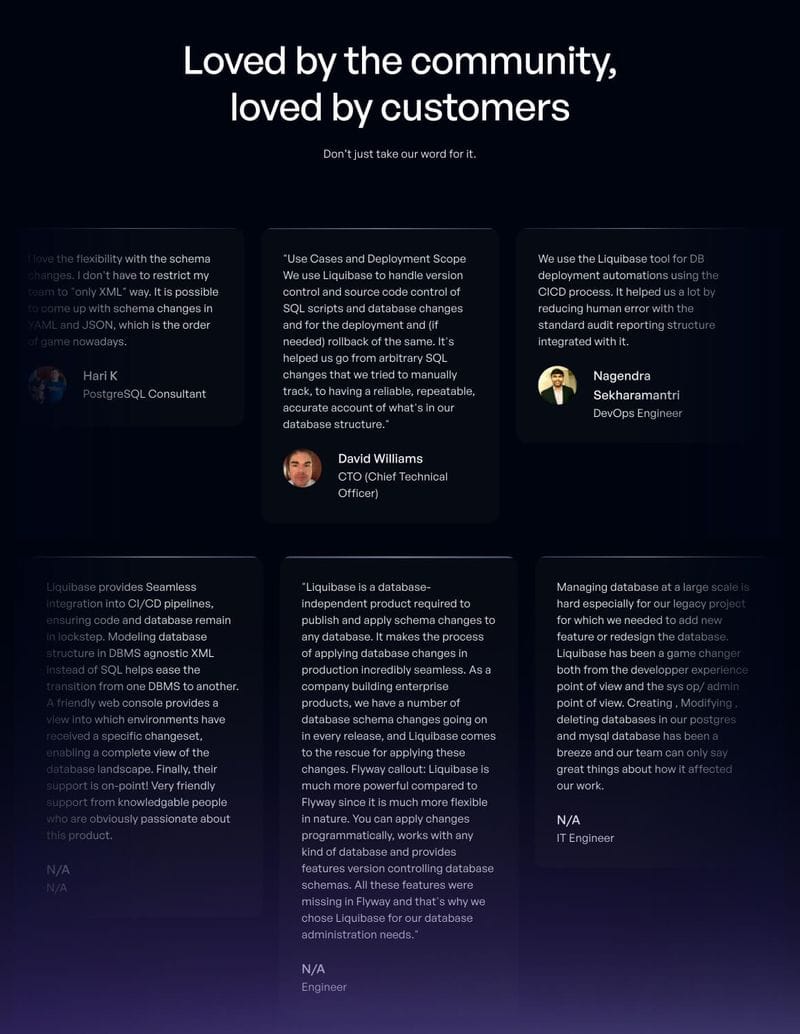 Loved by the community,
loved by customers
Don't just take our word for it.
I love the flexibility with the schema
changes. I don't have to restrict my
team to "only XML" way. It is possible
to come up with schema changes in
YAML and JSON, which is the order
of game nowadays.
Hari K
PostgreSQL Consultant
"Use Cases and Deployment Scope
We use Liquibase to handle version
control and source code control of
SQL scripts and database changes
and for the deployment and (if
needed) rollback of the same. It's
helped us go from arbitrary SQL
changes that we tried to manually
track, to having a reliable, repeatable,
accurate account of what's in our
database structure."
David Williams
CTO (Chief Technical
Officer)
We use the Liquibase tool for DB
deployment automations using the
CICD process. It helped us a lot by
reducing human error with the
standard audit reporting structure
integrated with it.
Nagendra
Sekharamantri
DevOps Engineer
Liquibase provides Seamless
integration into CI/CD pipelines,
ensuring code and database remain
in lockstep. Modeling database
structure in DBMS agnostic XML
instead of SQL helps ease the
transition from one DBMS to another.
A friendly web console provides a
view into which environments have
received a specific changeset,
enabling a complete view of the
database landscape. Finally, their
support is on-point! Very friendly
support from knowledgable people
who are obviously passionate about
this product.
N/A
N/A
"Liquibase is a database-
independent product required to
publish and apply schema changes to
any database. It makes the process
of applying database changes in
production incredibly seamless. As a
company building enterprise
products, we have a number of
database schema changes going on
in every release, and Liquibase comes
to the rescue for applying these
changes. Flyway callout: Liquibase is
much more powerful compared to
Flyway since it is much more flexible
in nature. You can apply changes
programmatically, works with any
kind of database and provides
features version controlling database
schemas. All these features were
missing in Flyway and that's why we
chose Liquibase for our database
administration needs."
N/A
Engineer
Managing database at a large scale is
hard especially for our legacy project
for which we needed to add new
feature or redesign the database.
Liquibase has been a game changer
both from the developper experience
point of view and the sys op/ admin
point of view. Creating , Modifying ,
deleting databases in our postgres
and mysql database has been a
breeze and our team can only say
great things about how it affected
our work.
N/A
IT Engineer